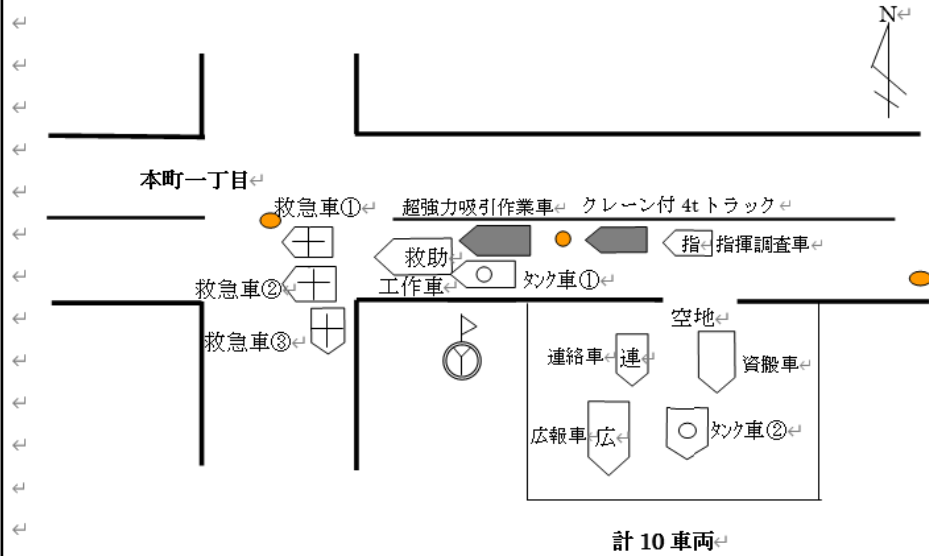 N
本町一丁目
救急車①
超強力吸引作業車
クレーン付 4t トラック
指
指揮調査車
救助
工作車
タンク車①
救急車②
救急車③
空地
連絡車
連
資搬車
広報車
広
タンク車②
計 10 車両